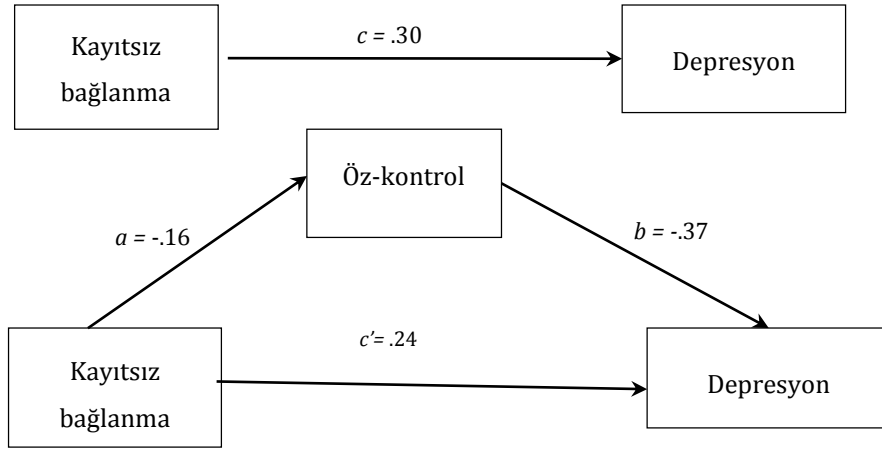 Kayıtsız
bağlanma
c = .30
Depresyon
Öz-kontrol
a = -.16
b = -.37
Kayıtsız
bağlanma
c’= .24
Depresyon